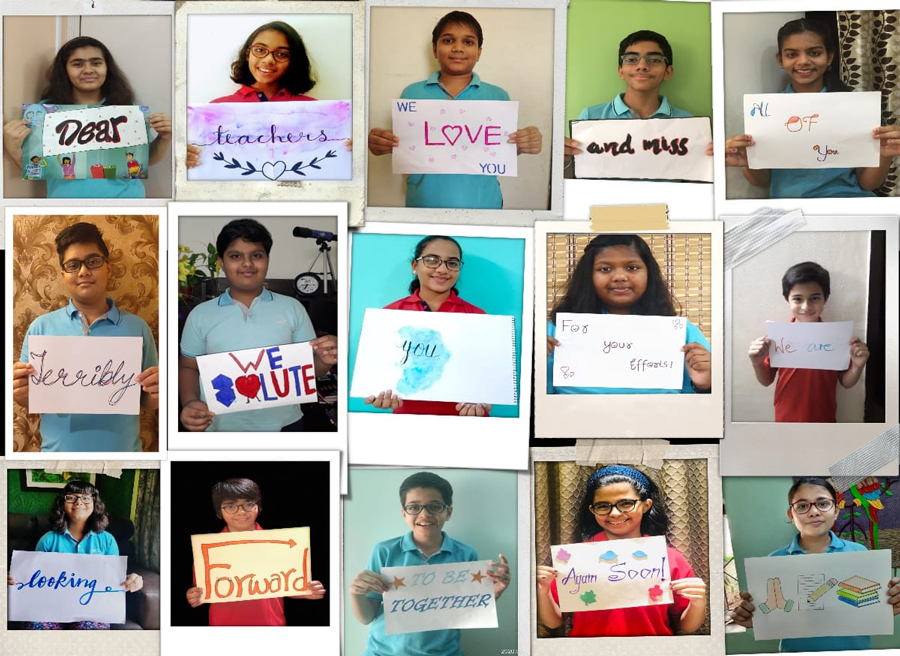 Dear
teachers
WE
LOVE
YOU
and miss
All
OF
You
Terribly
WE
SALUTE
you
For
your
Efforts!
We are
looking
Forward
TO BE
TOGETHER
Again Soon!